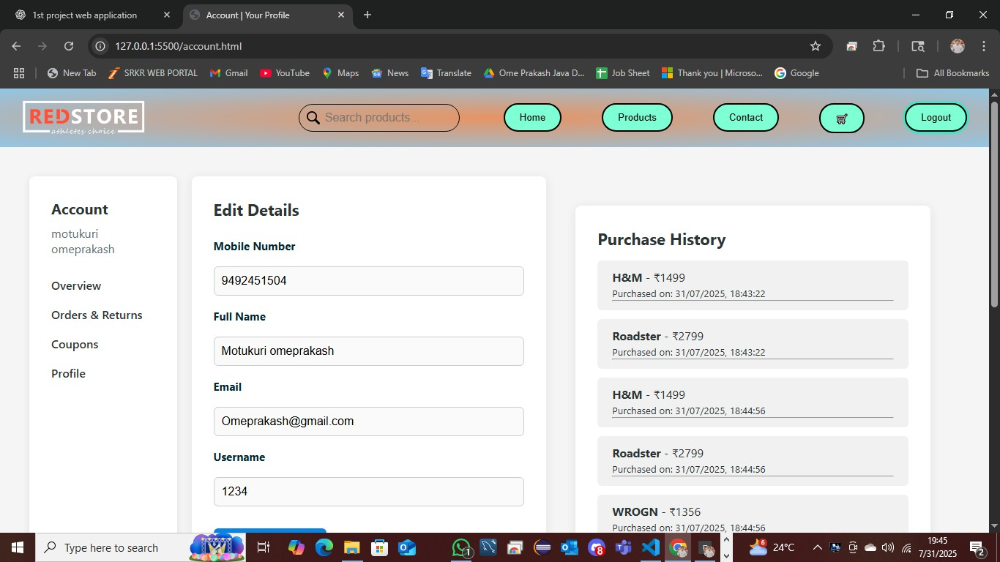 1st project web application
Account | Your Profile
127.0.0.1:5500/account.html
New Tab
SRKR WEB PORTAL
Gmail
YouTube
Maps
News
Translate
Ome Prakash Java D...
Job Sheet
Thank you | Microso...
Google
All Bookmarks
REDSTORE
athletes choice
Search products...
Home
Products
Contact
Logout
Account
motukuri
omeprakash
Overview
Orders & Returns
Coupons
Profile
Edit Details
Mobile Number
9492451504
Full Name
Motukuri omeprakash
Email
Omeprakash@gmail.com
Username
1234
Purchase History
H&M - ₹1499
Purchased on: 31/07/2025, 18:43:22
Roadster - ₹2799
Purchased on: 31/07/2025, 18:43:22
H&M - ₹1499
Purchased on: 31/07/2025, 18:44:56
Roadster - ₹2799
Purchased on: 31/07/2025, 18:44:56
WROGN - ₹1356
Purchased on: 31/07/2025, 18:44:56
Type here to search
1
8
6
24°C
19:45
7/31/2025
2